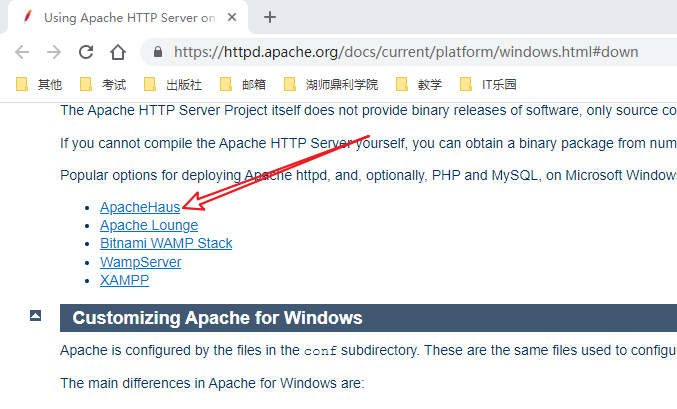 Using Apache HTTP Server on
https://httpd.apache.org/docs/current/platform/windows.html#down
其他 考试 出版社 邮箱 湖师鼎利学院 教学 IT乐园
The Apache HTTP Server Project itself does not provide binary releases of software, only source co
If you cannot compile the Apache HTTP Server yourself, you can obtain a binary package from num
Popular options for deploying Apache httpd, and, optionally, PHP and MySQL, on Microsoft Window
• ApacheHaus
• Apache Lounge
• Bitnami WAMP Stack
• WampServer
• XAMPP
Customizing Apache for Windows
Apache is configured by the files in the conf subdirectory. These are the same files used to configu
The main differences in Apache for Windows are: